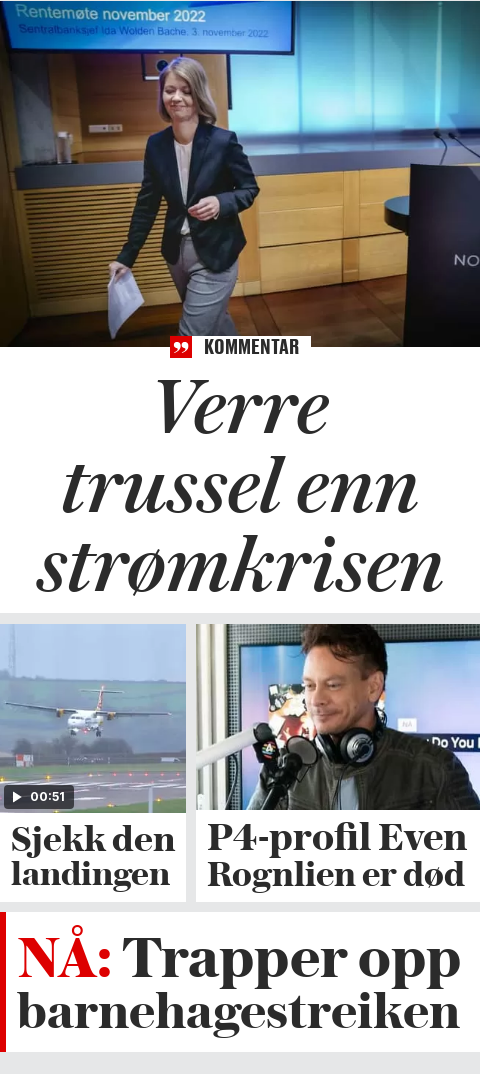 Rentemøte november 2022
Sentralbanksjef Ida Wolden Bache, 3. november 2022
NO
KOMMENTAR
Verre
trussel enn
strømkrisen
NÅ
Do You
00:51
Sjekk den
landingen
P4-profil Even
Rognlien er død
NÅ: Trapper opp
barnehagestreiken